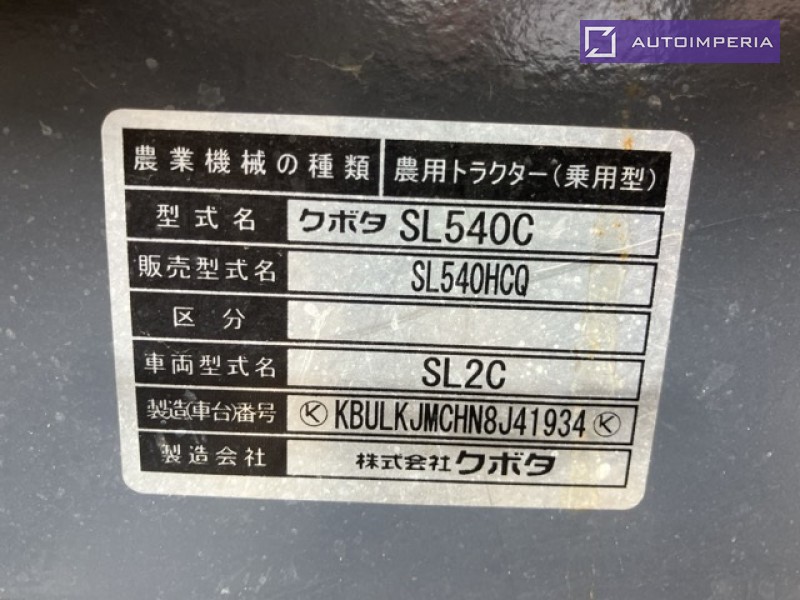 AUTOIMPERIA
農業機械の種類 農用トラクター(乗用型)
型式名 クボタ SL540C
販売型式名 SL540HCQ
区分
車両型式名 SL2C
製造(車台)番号 Ⓚ KBULKJMCHN8J41934 Ⓚ
製造会社 株式会社クボタ